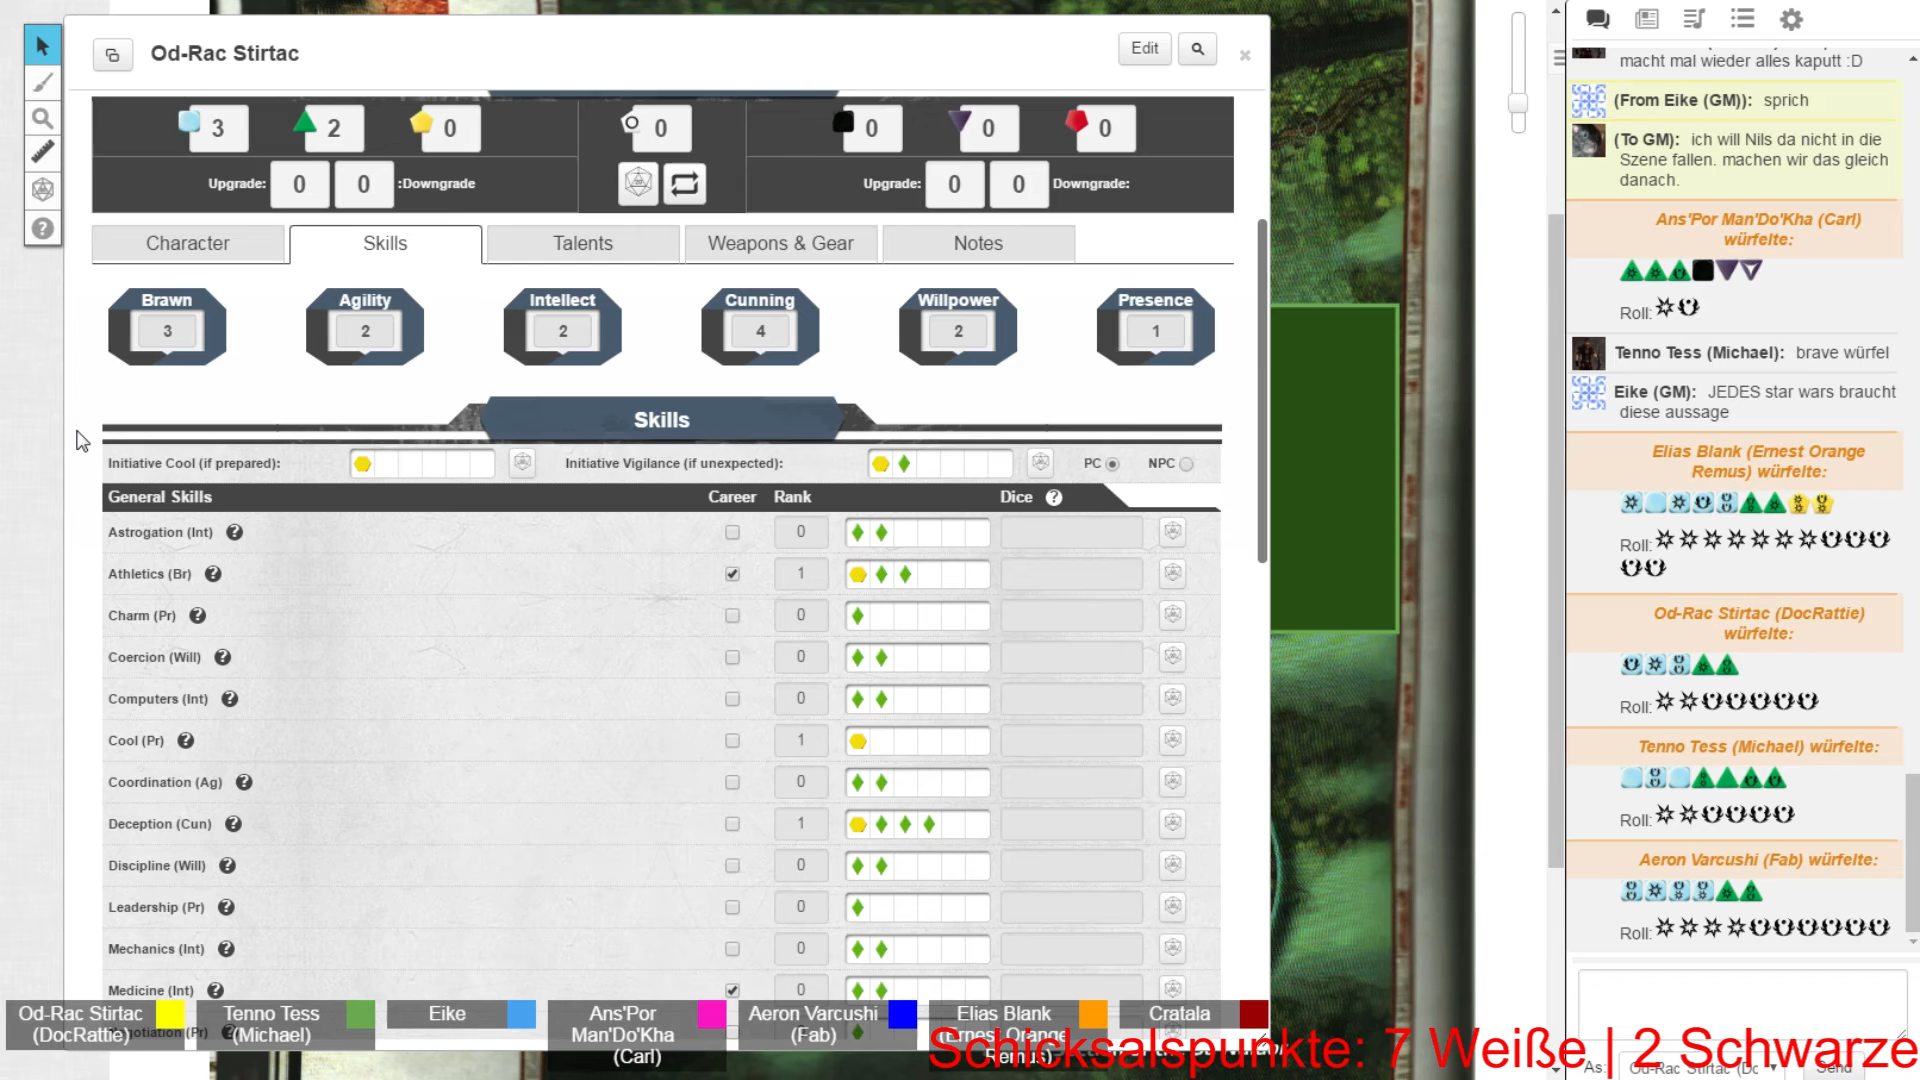 Od-Rac Stirtac
Edit
3
2
0
0
0
0
0
Upgrade:
0
0
:Downgrade
Upgrade:
0
0
Downgrade:
Character
Skills
Talents
Weapons & Gear
Notes
Brawn
3
Agility
2
Intellect
2
Cunning
4
Willpower
2
Presence
1
Skills
Initiative Cool (if prepared):
Initiative Vigilance (if unexpected):
PC
NPC
General Skills
Career
Rank
Dice
Astrogation (Int)
0
Athletics (Br)
1
Charm (Pr)
0
Coercion (Will)
0
Computers (Int)
0
Cool (Pr)
1
Coordination (Ag)
0
Deception (Cun)
1
Discipline (Will)
0
Leadership (Pr)
0
Mechanics (Int)
0
Medicine (Int)
0
Od-Rac Stirtac
(DocRattie)
Tenno Tess
(Michael)
Eike
Ans'Por
Man'Do'Kha
(Carl)
Aeron Varcushi
(Fab)
Elias Blank
(Ernest Orange
Remus)
Cratala
Schicksalspunkte: 7 Weiße | 2 Schwarze
macht mal wieder alles kaputt :D
(From Eike (GM)): sprich
(To GM): ich will Nils da nicht in die
Szene fallen. machen wir das gleich
danach.
Ans'Por Man'Do'Kha (Carl)
würfelte:
Roll:
Tenno Tess (Michael): brave würfel
Eike (GM): JEDES star wars braucht
diese aussage
Elias Blank (Ernest Orange
Remus) würfelte:
Roll:
Od-Rac Stirtac (DocRattie)
würfelte:
Roll:
Tenno Tess (Michael) würfelte:
Roll:
Aeron Varcushi (Fab) würfelte:
Roll:
As:
Od-Rac Stirtac (Dc
Send